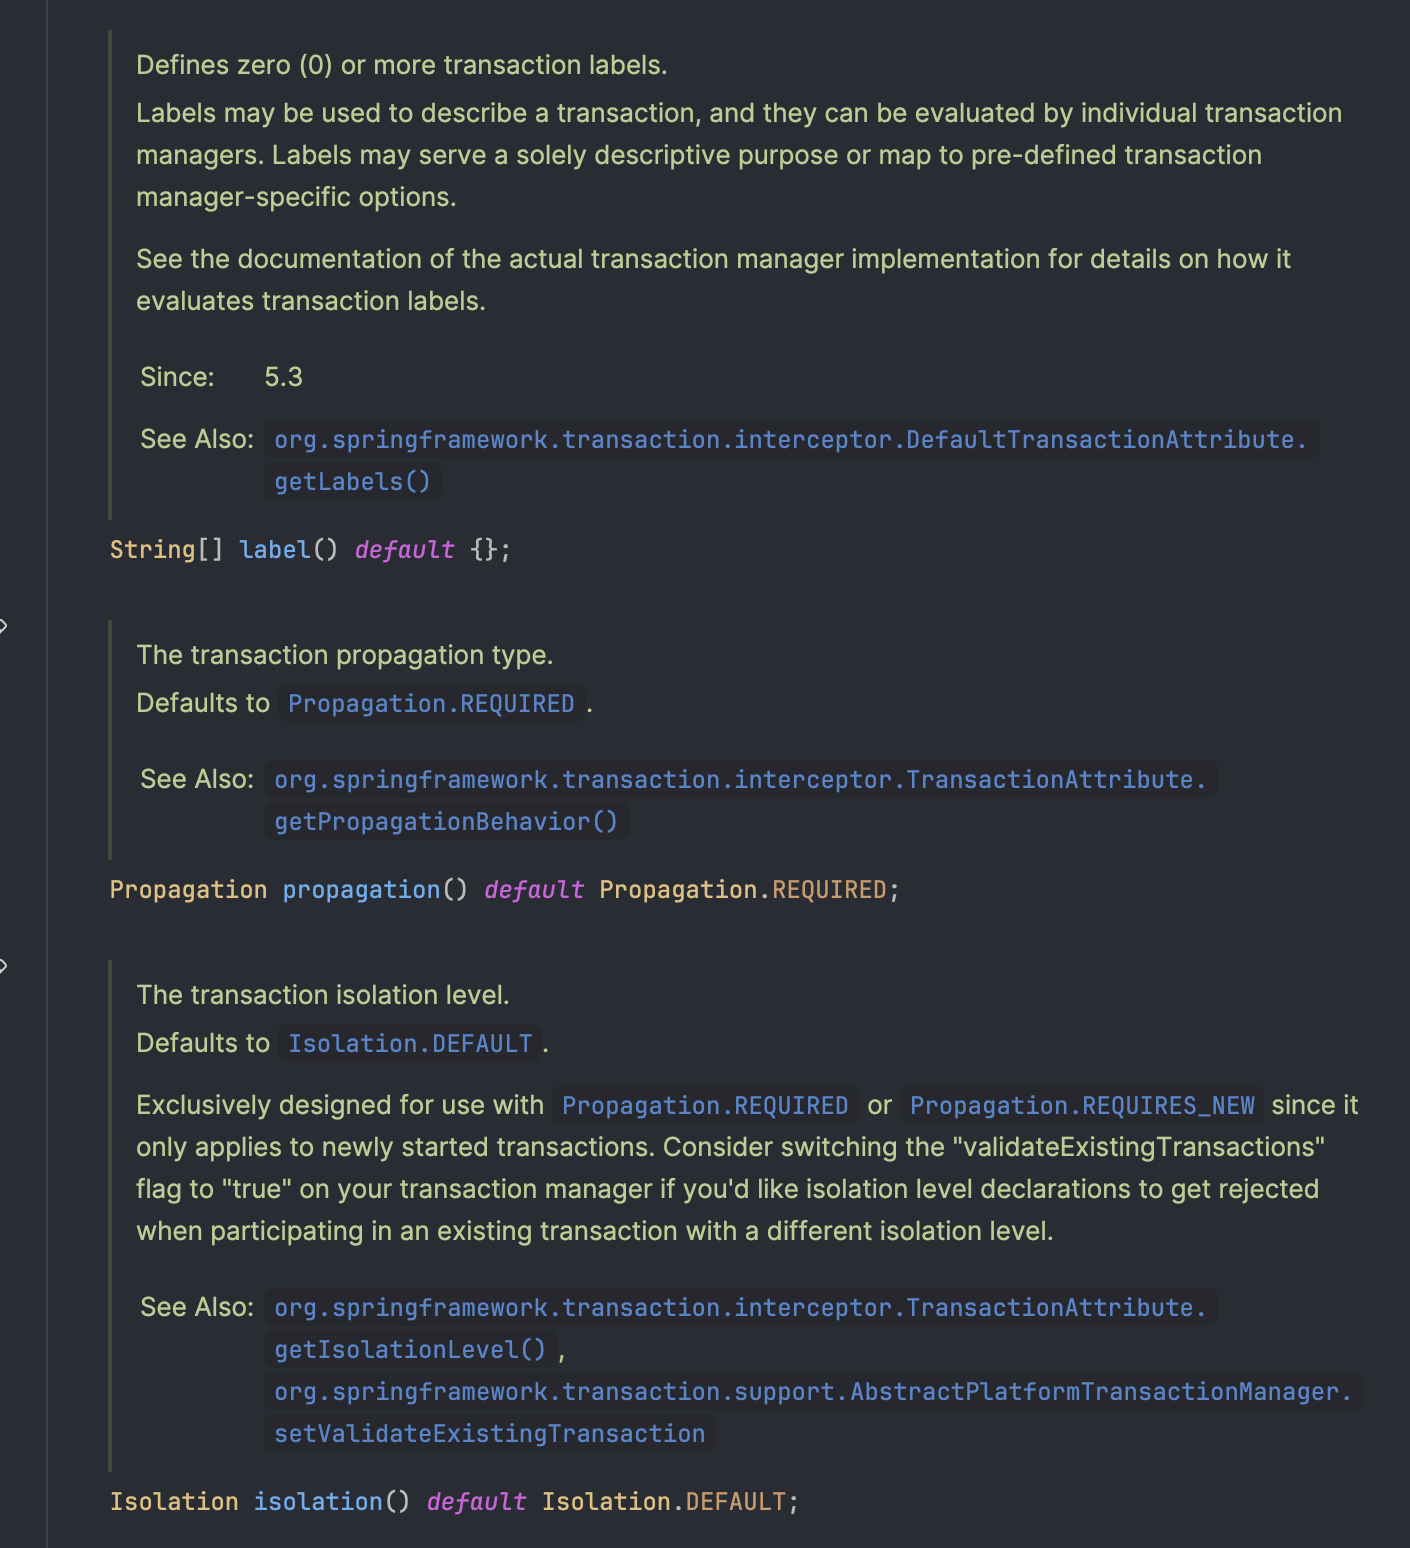 Defines zero (0) or more transaction labels.
Labels may be used to describe a transaction, and they can be evaluated by individual transaction
managers. Labels may serve a solely descriptive purpose or map to pre-defined transaction
manager-specific options.
See the documentation of the actual transaction manager implementation for details on how it
evaluates transaction labels.
Since: 5.3
See Also: org.springframework.transaction.interceptor.DefaultTransactionAttribute.
getLabels()
String[] label() default {};
The transaction propagation type.
Defaults to Propagation.REQUIRED.
See Also: org.springframework.transaction.interceptor.TransactionAttribute.
getPropagationBehavior()
Propagation propagation() default Propagation.REQUIRED;
The transaction isolation level.
Defaults to Isolation.DEFAULT.
Exclusively designed for use with Propagation.REQUIRED or Propagation.REQUIRES_NEW since it
only applies to newly started transactions. Consider switching the "validateExistingTransactions"
flag to "true" on your transaction manager if you'd like isolation level declarations to get rejected
when participating in an existing transaction with a different isolation level.
See Also: org.springframework.transaction.interceptor.TransactionAttribute.
getIsolationLevel(),
org.springframework.transaction.support.AbstractPlatformTransactionManager.
setValidateExistingTransaction
Isolation isolation() default Isolation.DEFAULT;